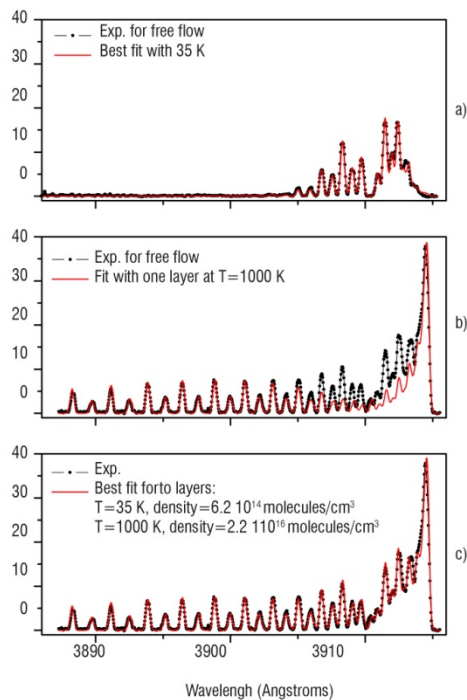 40
30
20
10
0
Exp. for free flow
Best fit with 35 K
a)
40
30
20
10
0
Exp. for free flow
Fit with one layer at T=1000 K
b)
40
30
20
10
0
Exp.
Best fit forto layers:
T=35 K, density=6.2 10¹⁴ molecules/cm³
T=1000 K, density=2.2 110¹⁶ molecules/cm³
c)
3890 3900 3910
Wavelengh (Angstroms)